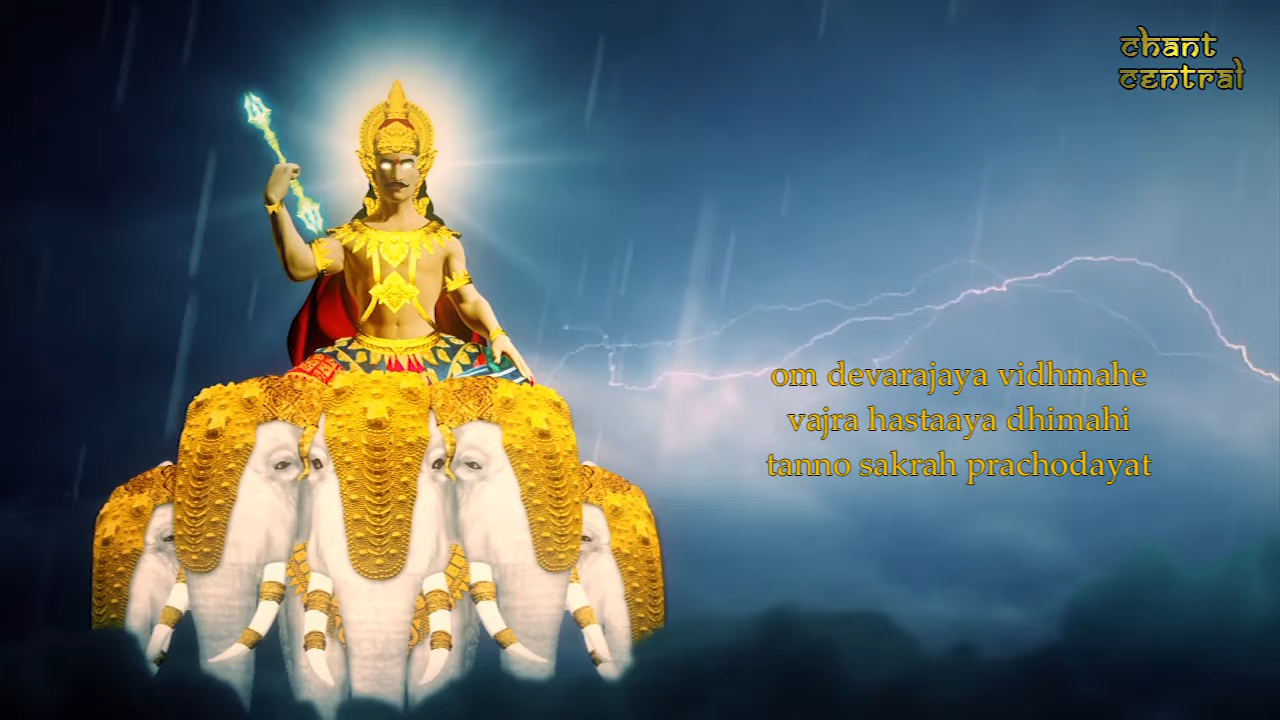 chant
central
om devarajaya vidhmahe
vajra hastaaya dhimahi
tanno sakrah prachodayat